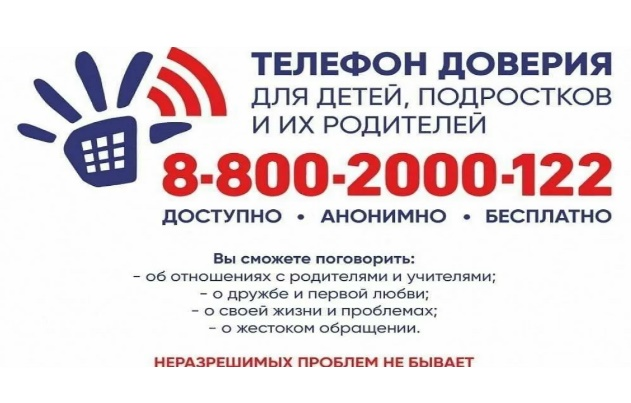 ТЕЛЕФОН ДОВЕРИЯ
ДЛЯ ДЕТЕЙ, ПОДРОСТКОВ
И ИХ РОДИТЕЛЕЙ
8-800-2000-122
ДОСТУПНО • АНОНИМНО • БЕСПЛАТНО
Вы сможете поговорить:
- об отношениях с родителями и учителями;
- о дружбе и первой любви;
- о своей жизни и проблемах;
- о жестоком обращении.
НЕРАЗРЕШИМЫХ ПРОБЛЕМ НЕ БЫВАЕТ